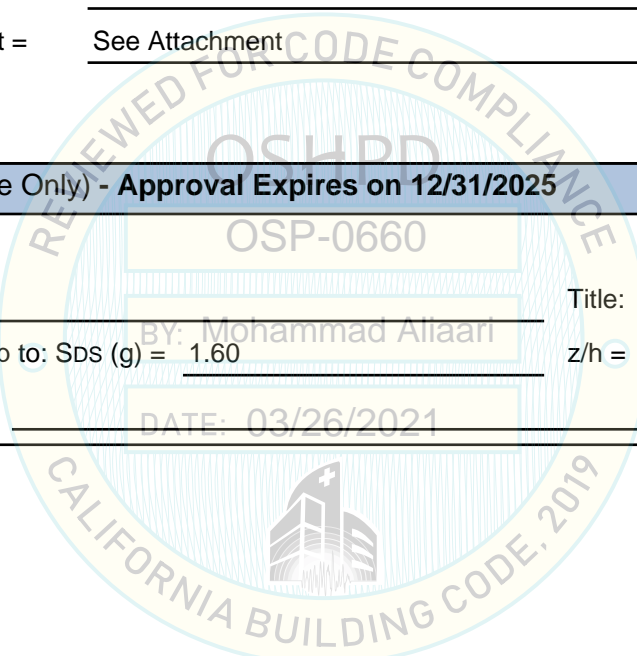 t = See Attachment
REVIEWED FOR CODE COMPLIANCE
OSHPD
e Only) - Approval Expires on 12/31/2025
OSP-0660
Title:
BY: Mohammad Aliaari
o to: SDS (g) = 1.60 z/h =
DATE: 03/26/2021
CALIFORNIA BUILDING CODE, 2019